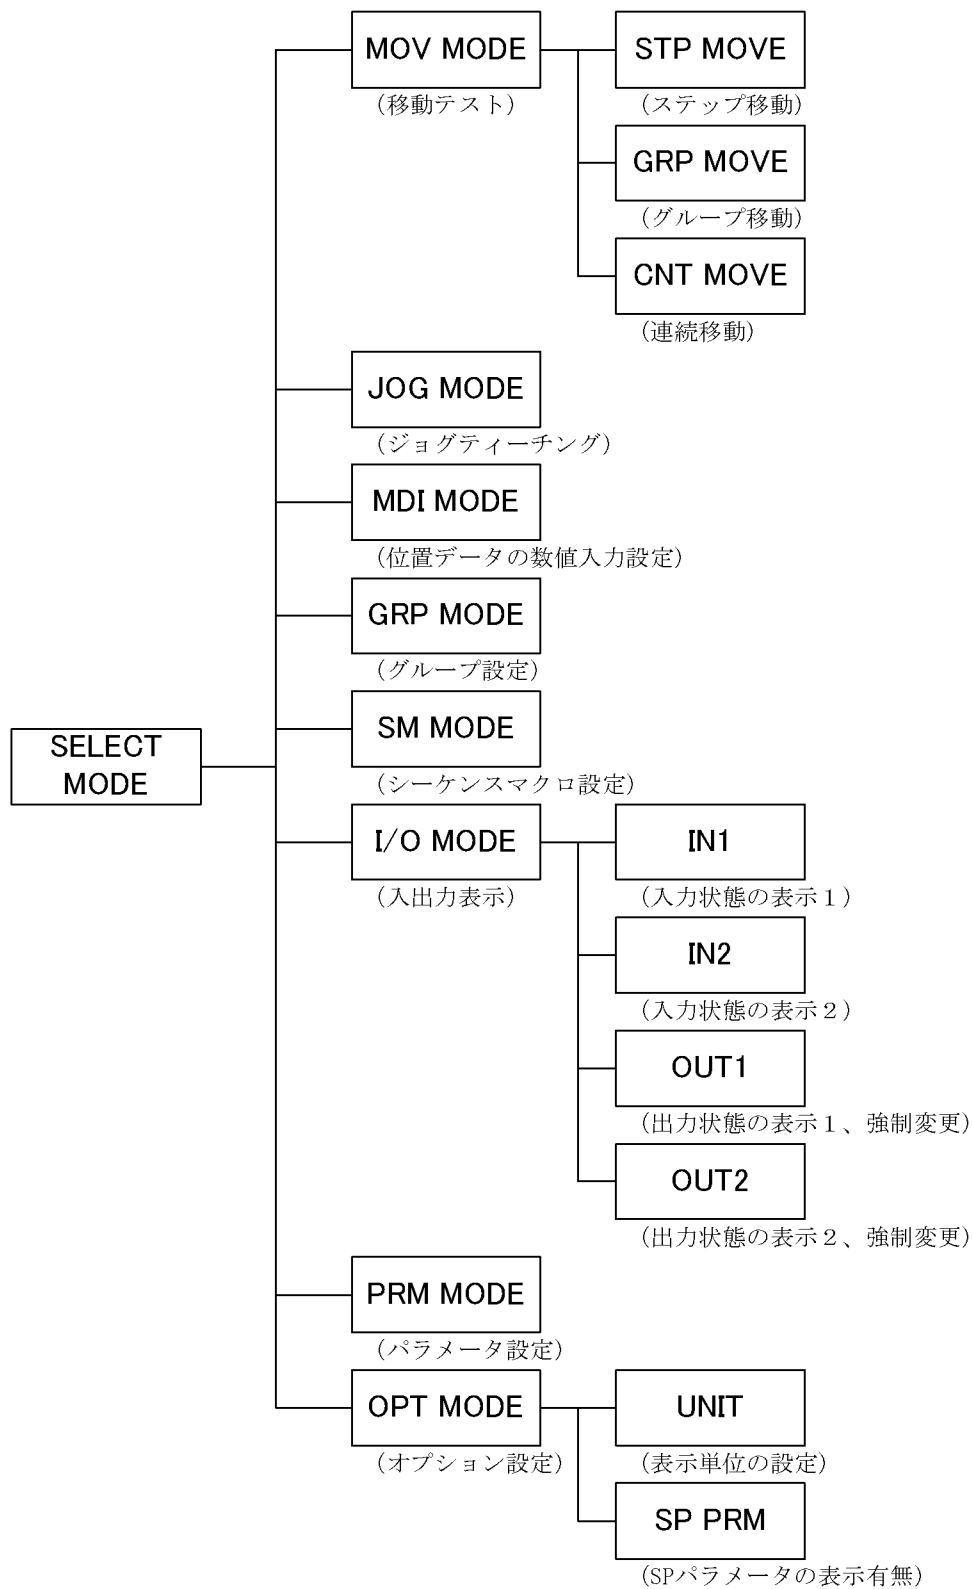 MOV MODE
(移動テスト)
STP MOVE
(ステップ移動)
GRP MOVE
(グループ移動)
CNT MOVE
(連続移動)
JOG MODE
(ジョグティーチング)
MDI MODE
(位置データの数値入力設定)
GRP MODE
(グループ設定)
SM MODE
(シーケンスマクロ設定)
SELECT
MODE
I/O MODE
(入出力表示)
IN1
(入力状態の表示１)
IN2
(入力状態の表示２)
OUT1
(出力状態の表示１、強制変更)
OUT2
(出力状態の表示２、強制変更)
PRM MODE
(パラメータ設定)
OPT MODE
(オプション設定)
UNIT
(表示単位の設定)
SP PRM
(SPパラメータの表示有無)